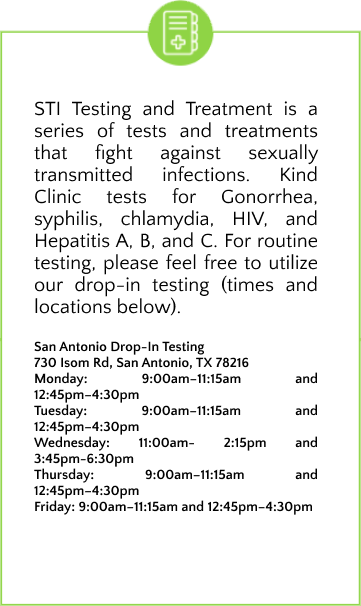 STI Testing and Treatment is a
series of tests and treatments
that fight against sexually
transmitted infections. Kind
Clinic tests for Gonorrhea,
syphilis, chlamydia, HIV, and
Hepatitis A, B, and C. For routine
testing, please feel free to utilize
our drop-in testing (times and
locations below).
San Antonio Drop-In Testing
730 Isom Rd, San Antonio, TX 78216
Monday: 9:00am–11:15am and
12:45pm–4:30pm
Tuesday: 9:00am–11:15am and
12:45pm–4:30pm
Wednesday: 11:00am- 2:15pm and
3:45pm-6:30pm
Thursday: 9:00am–11:15am and
12:45pm–4:30pm
Friday: 9:00am–11:15am and 12:45pm–4:30pm